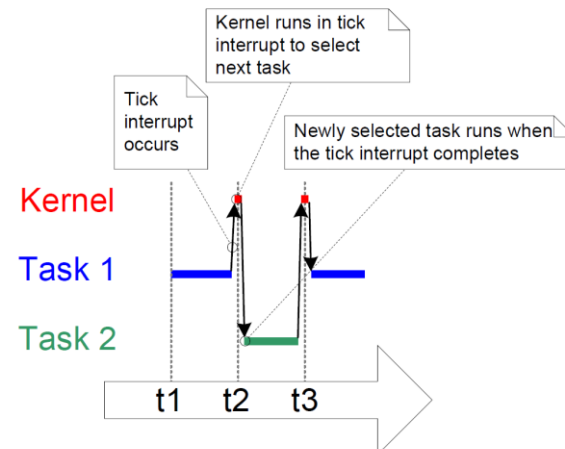 Kernel runs in tick
interrupt to select
next task
Tick
interrupt
occurs
Newly selected task runs when
the tick interrupt completes
Kernel
Task 1
Task 2
t1 t2 t3